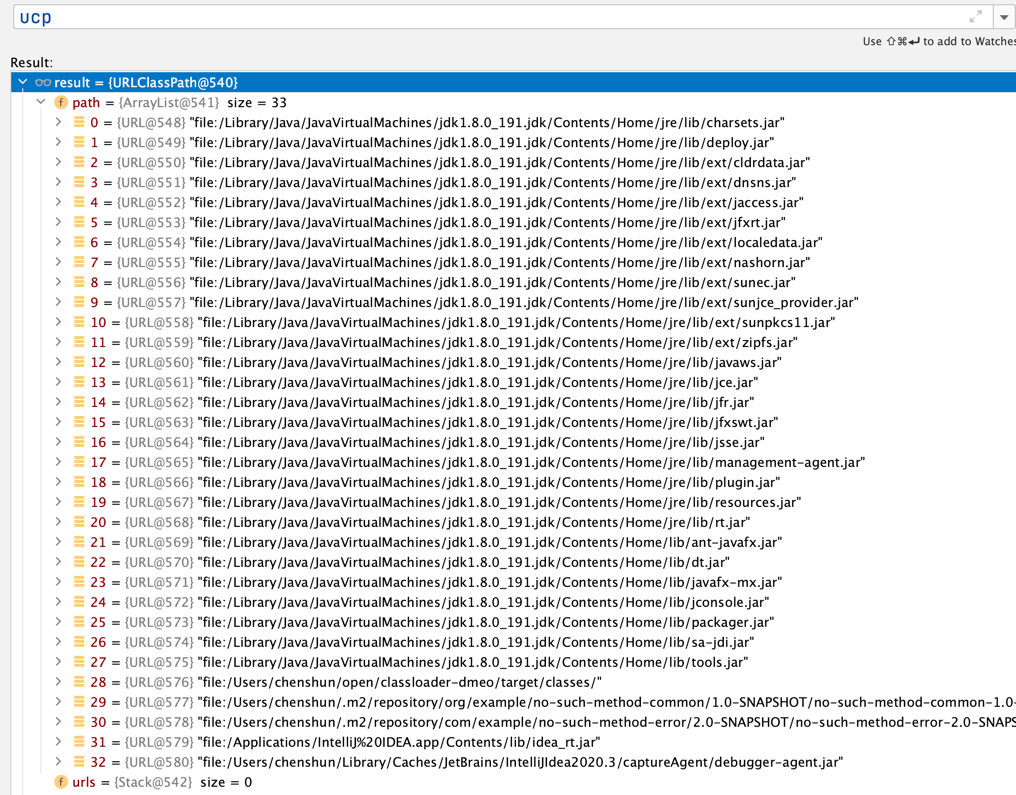 ucp
Use ⇧⌘↩ to add to Watches
Result:
result = {URLClassPath@540}
f path = {ArrayList@541} size = 33
0 = {URL@548} "file:/Library/Java/JavaVirtualMachines/jdk1.8.0_191.jdk/Contents/Home/jre/lib/charsets.jar"
1 = {URL@549} "file:/Library/Java/JavaVirtualMachines/jdk1.8.0_191.jdk/Contents/Home/jre/lib/deploy.jar"
2 = {URL@550} "file:/Library/Java/JavaVirtualMachines/jdk1.8.0_191.jdk/Contents/Home/jre/lib/ext/cldrdata.jar"
3 = {URL@551} "file:/Library/Java/JavaVirtualMachines/jdk1.8.0_191.jdk/Contents/Home/jre/lib/ext/dnsns.jar"
4 = {URL@552} "file:/Library/Java/JavaVirtualMachines/jdk1.8.0_191.jdk/Contents/Home/jre/lib/ext/jaccess.jar"
5 = {URL@553} "file:/Library/Java/JavaVirtualMachines/jdk1.8.0_191.jdk/Contents/Home/jre/lib/ext/jfxrt.jar"
6 = {URL@554} "file:/Library/Java/JavaVirtualMachines/jdk1.8.0_191.jdk/Contents/Home/jre/lib/ext/localedata.jar"
7 = {URL@555} "file:/Library/Java/JavaVirtualMachines/jdk1.8.0_191.jdk/Contents/Home/jre/lib/ext/nashorn.jar"
8 = {URL@556} "file:/Library/Java/JavaVirtualMachines/jdk1.8.0_191.jdk/Contents/Home/jre/lib/ext/sunec.jar"
9 = {URL@557} "file:/Library/Java/JavaVirtualMachines/jdk1.8.0_191.jdk/Contents/Home/jre/lib/ext/sunjce_provider.jar"
10 = {URL@558} "file:/Library/Java/JavaVirtualMachines/jdk1.8.0_191.jdk/Contents/Home/jre/lib/ext/sunpkcs11.jar"
11 = {URL@559} "file:/Library/Java/JavaVirtualMachines/jdk1.8.0_191.jdk/Contents/Home/jre/lib/ext/zipfs.jar"
12 = {URL@560} "file:/Library/Java/JavaVirtualMachines/jdk1.8.0_191.jdk/Contents/Home/jre/lib/javaws.jar"
13 = {URL@561} "file:/Library/Java/JavaVirtualMachines/jdk1.8.0_191.jdk/Contents/Home/jre/lib/jce.jar"
14 = {URL@562} "file:/Library/Java/JavaVirtualMachines/jdk1.8.0_191.jdk/Contents/Home/jre/lib/jfr.jar"
15 = {URL@563} "file:/Library/Java/JavaVirtualMachines/jdk1.8.0_191.jdk/Contents/Home/jre/lib/jfxswt.jar"
16 = {URL@564} "file:/Library/Java/JavaVirtualMachines/jdk1.8.0_191.jdk/Contents/Home/jre/lib/jsse.jar"
17 = {URL@565} "file:/Library/Java/JavaVirtualMachines/jdk1.8.0_191.jdk/Contents/Home/jre/lib/management-agent.jar"
18 = {URL@566} "file:/Library/Java/JavaVirtualMachines/jdk1.8.0_191.jdk/Contents/Home/jre/lib/plugin.jar"
19 = {URL@567} "file:/Library/Java/JavaVirtualMachines/jdk1.8.0_191.jdk/Contents/Home/jre/lib/resources.jar"
20 = {URL@568} "file:/Library/Java/JavaVirtualMachines/jdk1.8.0_191.jdk/Contents/Home/jre/lib/rt.jar"
21 = {URL@569} "file:/Library/Java/JavaVirtualMachines/jdk1.8.0_191.jdk/Contents/Home/lib/ant-javafx.jar"
22 = {URL@570} "file:/Library/Java/JavaVirtualMachines/jdk1.8.0_191.jdk/Contents/Home/lib/dt.jar"
23 = {URL@571} "file:/Library/Java/JavaVirtualMachines/jdk1.8.0_191.jdk/Contents/Home/lib/javafx-mx.jar"
24 = {URL@572} "file:/Library/Java/JavaVirtualMachines/jdk1.8.0_191.jdk/Contents/Home/lib/jconsole.jar"
25 = {URL@573} "file:/Library/Java/JavaVirtualMachines/jdk1.8.0_191.jdk/Contents/Home/lib/packager.jar"
26 = {URL@574} "file:/Library/Java/JavaVirtualMachines/jdk1.8.0_191.jdk/Contents/Home/lib/sa-jdi.jar"
27 = {URL@575} "file:/Library/Java/JavaVirtualMachines/jdk1.8.0_191.jdk/Contents/Home/lib/tools.jar"
28 = {URL@576} "file:/Users/chenshun/open/classloader-dmeo/target/classes/"
29 = {URL@577} "file:/Users/chenshun/.m2/repository/org/example/no-such-method-common/1.0-SNAPSHOT/no-such-method-common-1.0-
30 = {URL@578} "file:/Users/chenshun/.m2/repository/com/example/no-such-method-error/2.0-SNAPSHOT/no-such-method-error-2.0-SNAPS
31 = {URL@579} "file:/Applications/IntelliJ%20IDEA.app/Contents/lib/idea_rt.jar"
32 = {URL@580} "file:/Users/chenshun/Library/Caches/JetBrains/IntelliJIdea2020.3/captureAgent/debugger-agent.jar"
f urls = {Stack@542} size = 0